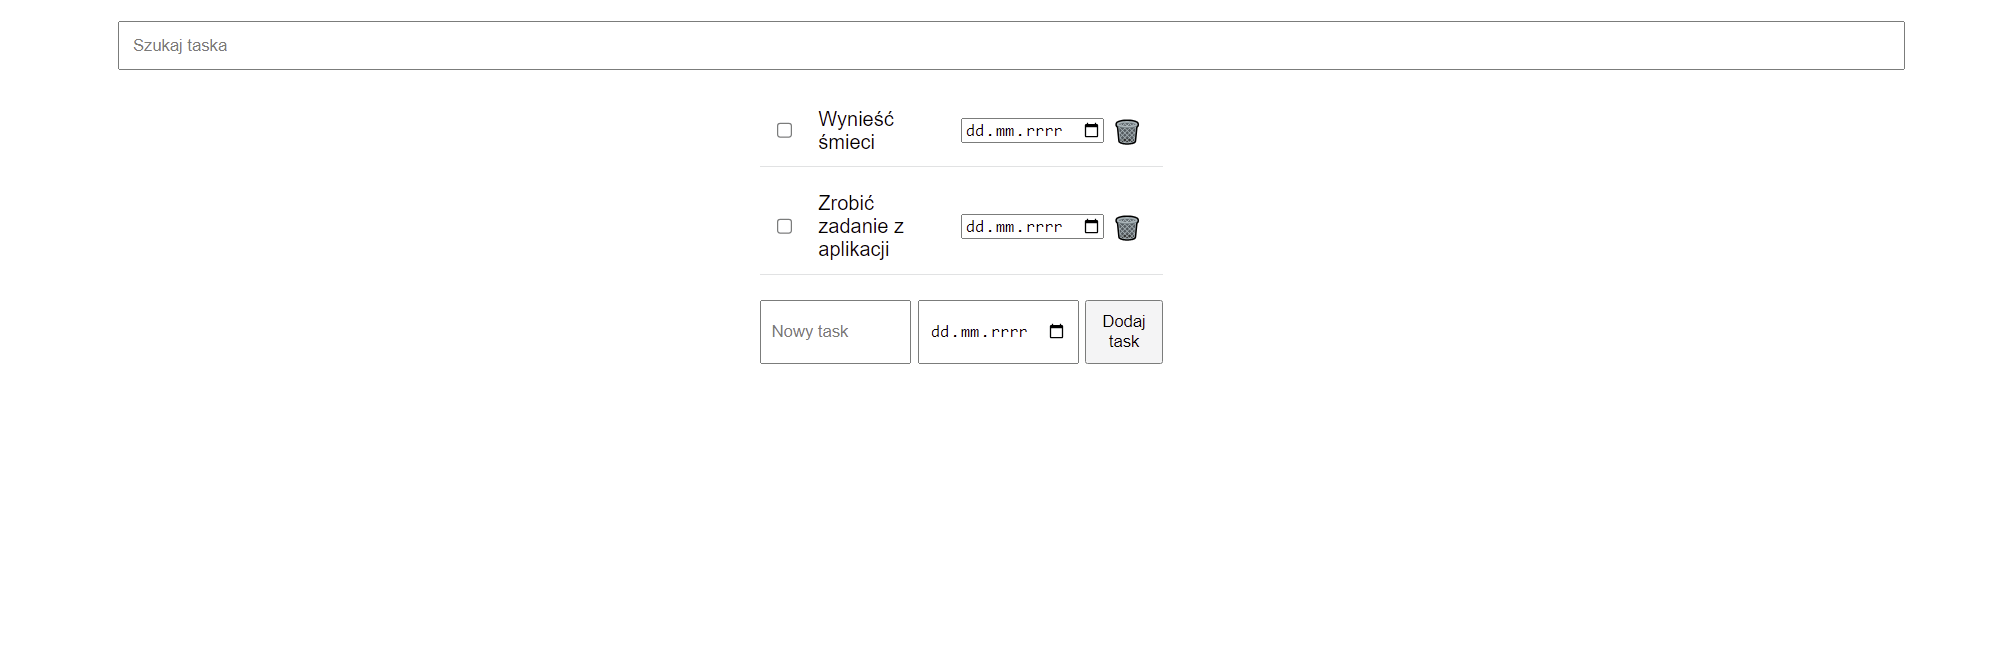 Szukaj taska
Wynieść
śmieci
dd.mm.rrrr
Zrobić
zadanie z
aplikacji
dd.mm.rrrr
Nowy task
dd.mm.rrrr
Dodaj
task